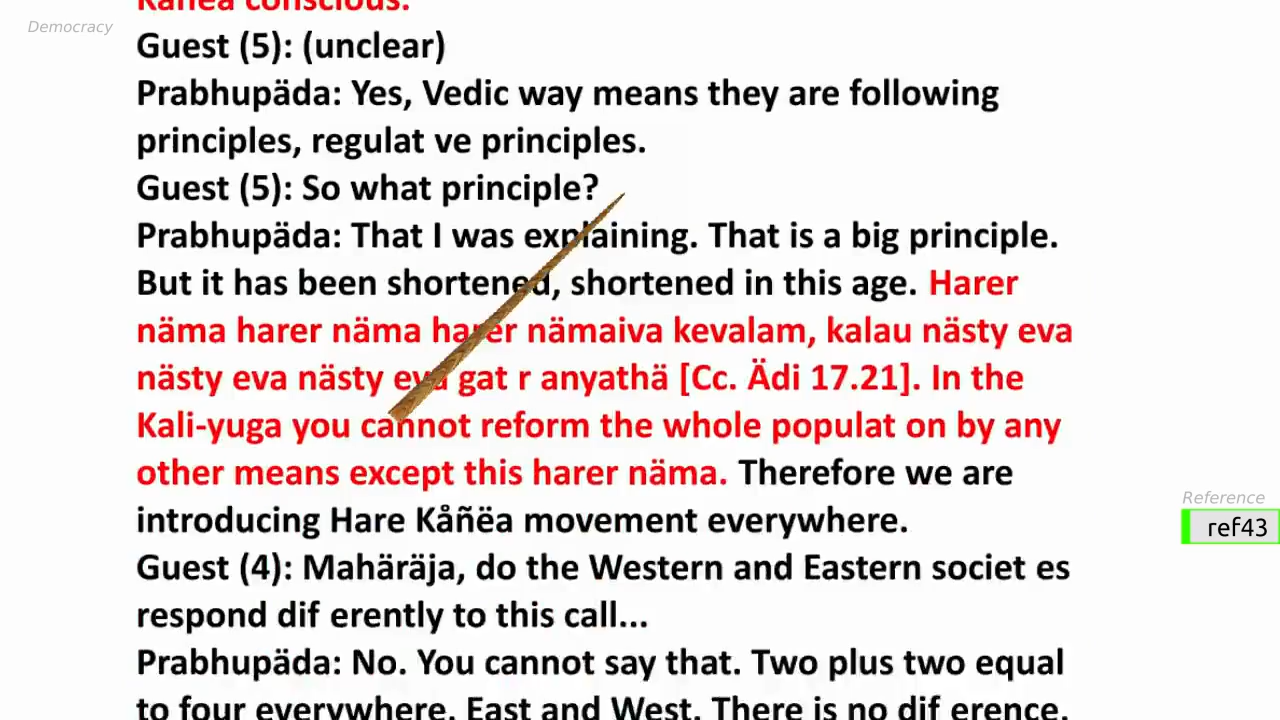 Democracy
Kåñëa conscious.
Guest (5): (unclear)
Prabhupäda: Yes, Vedic way means they are following
principles, regulat ve principles.
Guest (5): So what principle?
Prabhupäda: That I was explaining. That is a big principle.
But it has been shortened, shortened in this age. Harer
näma harer näma harer nämaiva kevalam, kalau nästy eva
nästy eva nästy eva gat r anyathä [Cc. Ädi 17.21]. In the
Kali-yuga you cannot reform the whole populat on by any
other means except this harer näma. Therefore we are
introducing Hare Kåñëa movement everywhere.
Reference
ref43
Guest (4): Mahäräja, do the Western and Eastern societ es
respond dif erently to this call...
Prabhupäda: No. You cannot say that. Two plus two equal
to four everywhere. East and West. There is no dif erence.